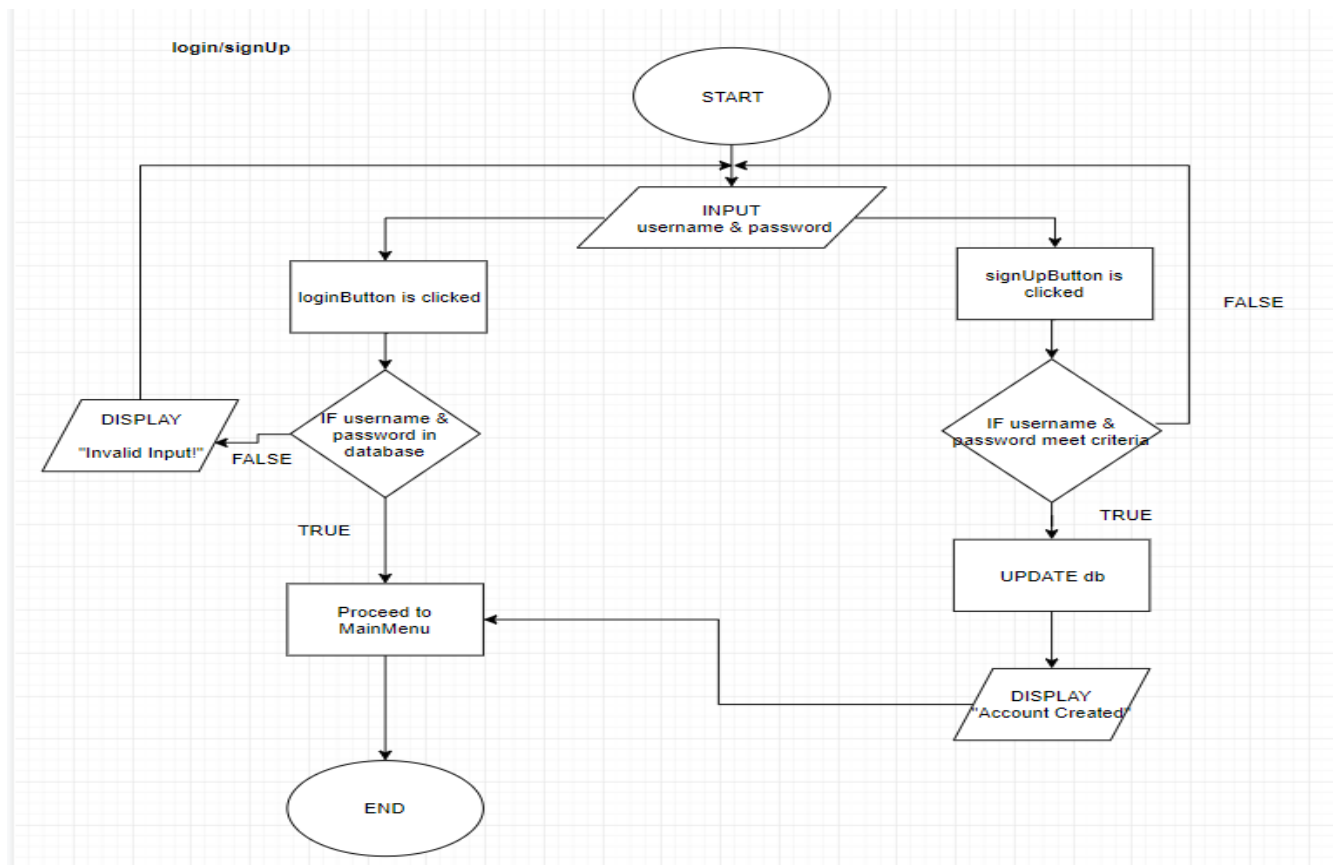 login/signUp
START
INPUT
username & password
loginButton is clicked
signUpButton is
clicked
FALSE
DISPLAY
"Invalid Input!"
FALSE
IF username &
password in
database
IF username &
password meet criteria
TRUE
TRUE
UPDATE db
Proceed to
MainMenu
DISPLAY
"Account Created"
END